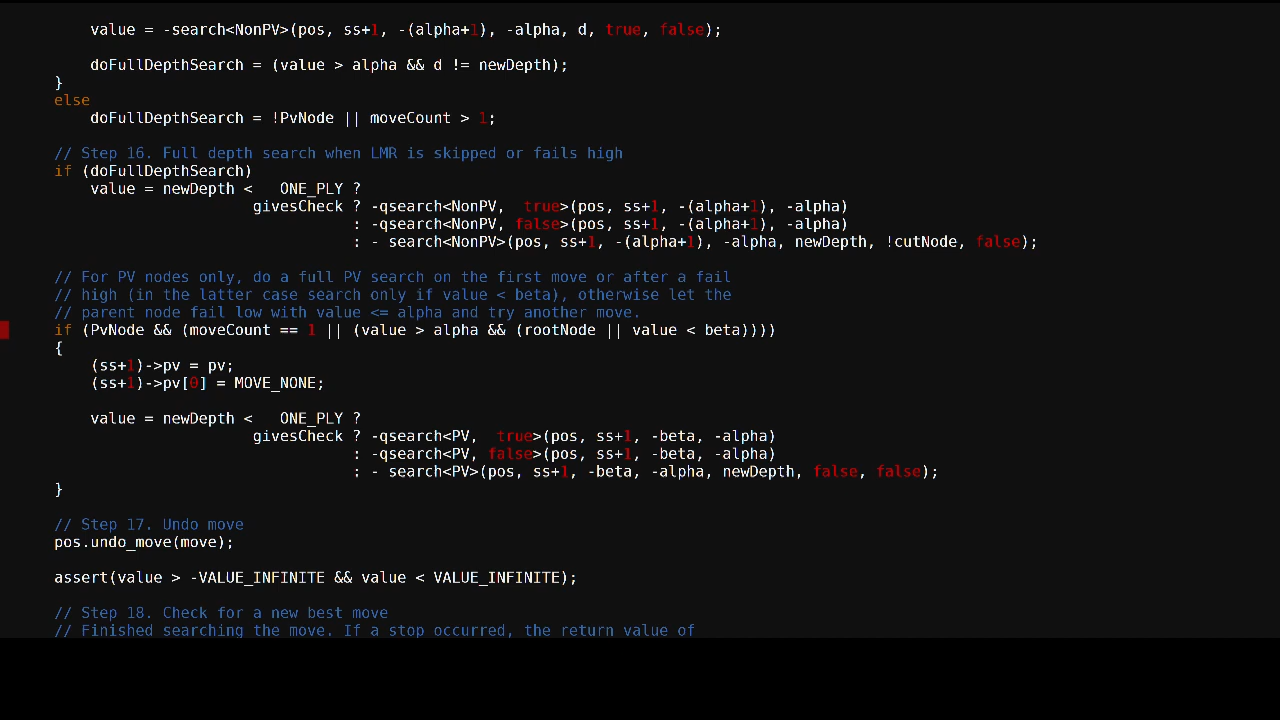 value = -search<NonPV>(pos, ss+1, -(alpha+1), -alpha, d, true, false);
doFullDepthSearch = (value > alpha && d != newDepth);
}
else
doFullDepthSearch = !PvNode || moveCount > 1;
// Step 16. Full depth search when LMR is skipped or fails high
if (doFullDepthSearch)
value = newDepth <   ONE_PLY ?
givesCheck ? -qsearch<NonPV,  true>(pos, ss+1, -(alpha+1), -alpha)
: -qsearch<NonPV, false>(pos, ss+1, -(alpha+1), -alpha)
: - search<NonPV>(pos, ss+1, -(alpha+1), -alpha, newDepth, !cutNode, false);
// For PV nodes only, do a full PV search on the first move or after a fail
// high (in the latter case search only if value < beta), otherwise let the
// parent node fail low with value <= alpha and try another move.
if (PvNode && (moveCount == 1 || (value > alpha && (rootNode || value < beta))))
{
(ss+1)->pv = pv;
(ss+1)->pv[0] = MOVE_NONE;
value = newDepth <   ONE_PLY ?
givesCheck ? -qsearch<PV,  true>(pos, ss+1, -beta, -alpha)
: -qsearch<PV, false>(pos, ss+1, -beta, -alpha)
: - search<PV>(pos, ss+1, -beta, -alpha, newDepth, false, false);
}
// Step 17. Undo move
pos.undo_move(move);
assert(value > -VALUE_INFINITE && value < VALUE_INFINITE);
// Step 18. Check for a new best move
// Finished searching the move. If a stop occurred, the return value of